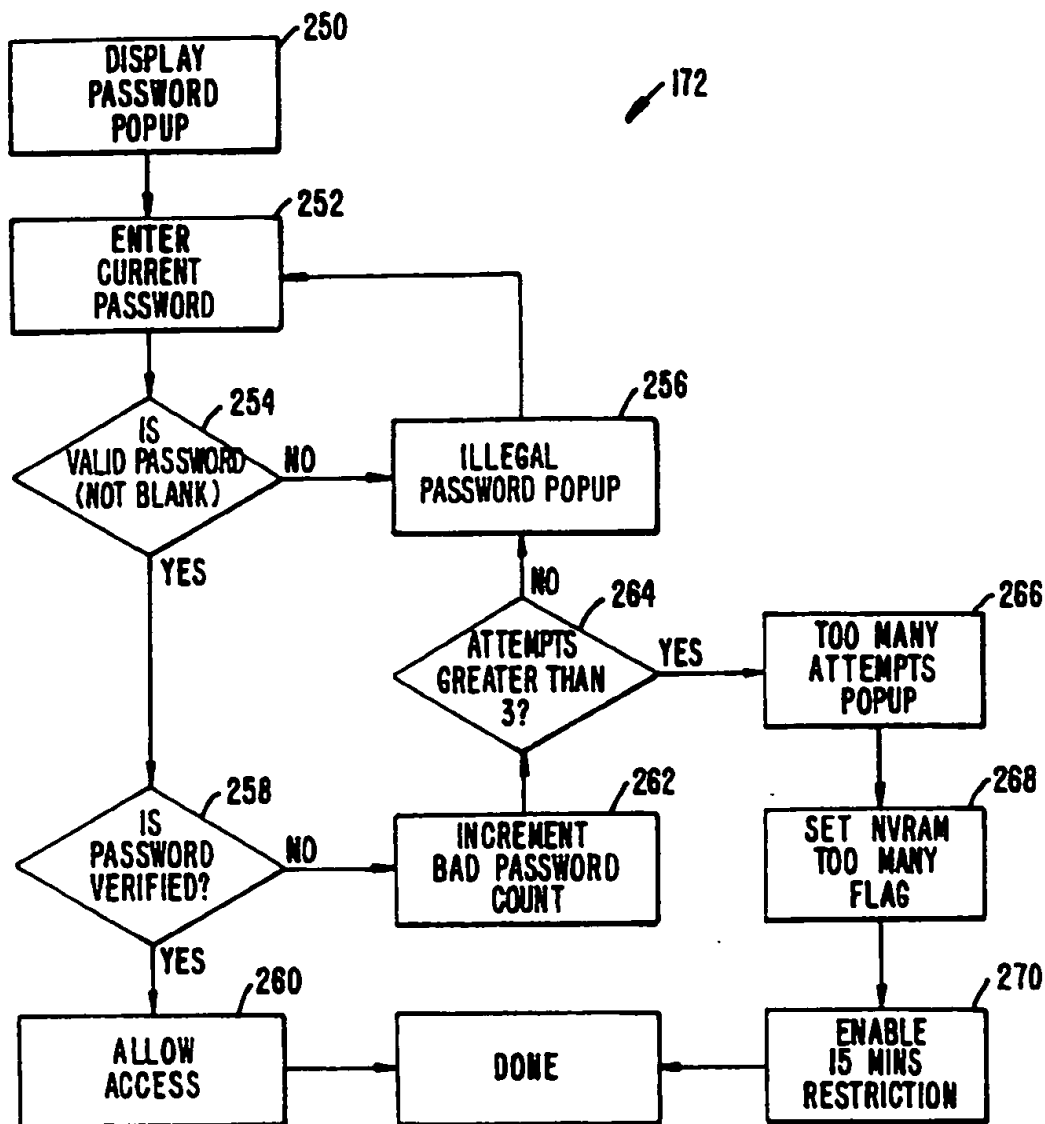 250
DISPLAY
PASSWORD
POPUP
172
252
ENTER
CURRENT
PASSWORD
254
IS
VALID PASSWORD
(NOT BLANK)
NO
YES
256
ILLEGAL
PASSWORD POPUP
NO
264
ATTEMPTS
GREATER THAN
3?
YES
266
TOO MANY
ATTEMPTS
POPUP
258
IS
PASSWORD
VERIFIED?
NO
YES
262
INCREMENT
BAD PASSWORD
COUNT
268
SET NVRAM
TOO MANY
FLAG
260
ALLOW
ACCESS
DONE
270
ENABLE
15 MINS
RESTRICTION